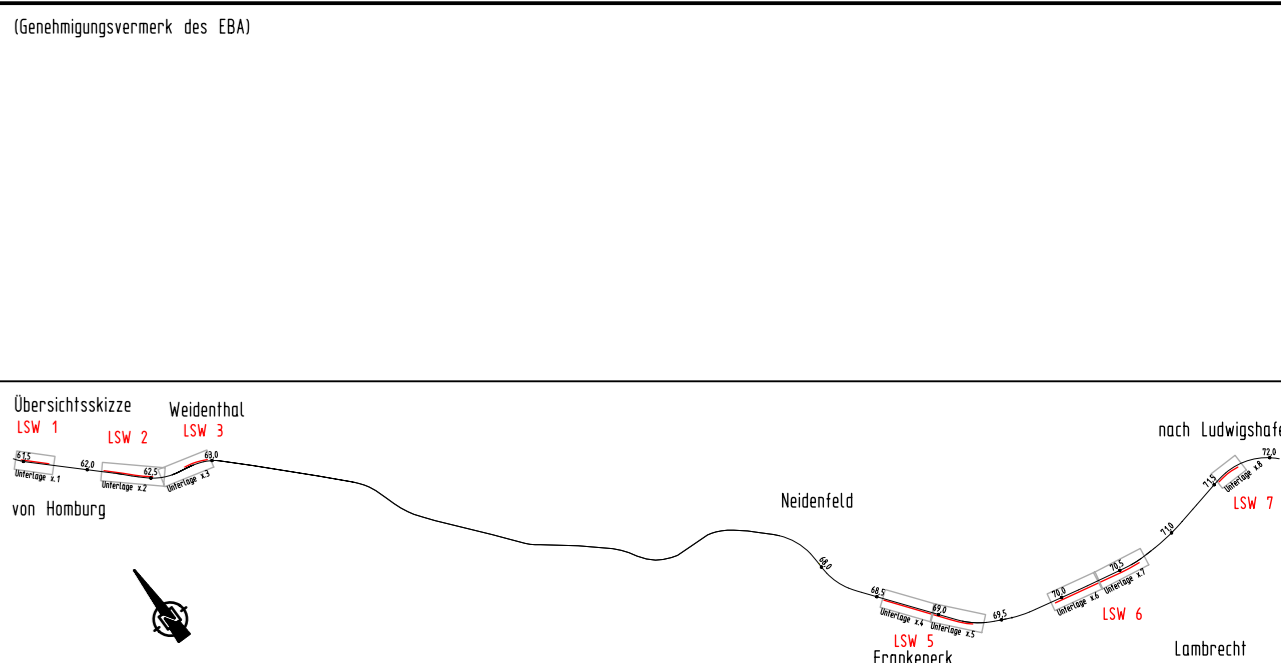 (Genehmigungsvermerk des EBA)
Übersichtsskizze
Weidenthal
LSW 1
LSW 2
LSW 3
61,5
62,0
62,5
63,0
Unterlage x.1
Unterlage x.2
Unterlage x.3
von Homburg
N
Neidenfeld
68,0
68,5
69,0
69,5
Unterlage x.4
Unterlage x.5
LSW 5
Frankeneck
70,0
70,5
Unterlage x.6
Unterlage x.7
LSW 6
71,0
71,5
72,0
nach Ludwigshafe
Unterlage x.8
LSW 7
Lambrecht